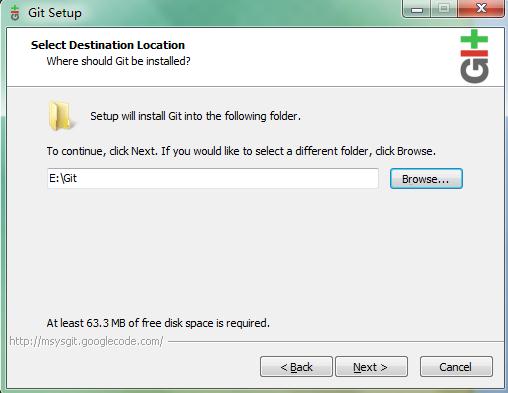 Git Setup
Select Destination Location
Where should Git be installed?
Git
Setup will install Git into the following folder.
To continue, click Next. If you would like to select a different folder, click Browse.
E:\Git
Browse...
At least 63.3 MB of free disk space is required.
http://msysgit.googlecode.com/
< Back
Next >
Cancel